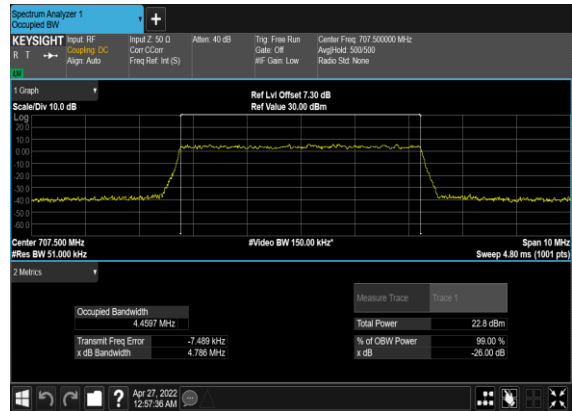 Spectrum Analyzer 1
Occupied BW
+
KEYSIGHT Input: RF Input Z: 50 Ω Atten: 40 dB Trig: Free Run Center Freq: 707.500000 MHz
R T Coupling: DC Corr CCorr Gate: Off Avg|Hold: 500/500
Align: Auto Freq Ref: Int (S) #IF Gain: Low Radio Std: None
LV
1 Graph
Ref Lvl Offset 7.30 dB
Scale/Div 10.0 dB Ref Value 30.00 dBm
Log
20.0
10.0
0.00
-10.0
-20.0
-30.0
-40.0
-50.0
-60.0
Center 707.500 MHz #Video BW 150.00 kHz* Span 10 MHz
#Res BW 51.000 kHz Sweep 4.80 ms (1001 pts)
2 Metrics
Measure Trace Trace 1
Occupied Bandwidth
4.4597 MHz
Total Power 22.8 dBm
Transmit Freq Error -7.489 kHz % of OBW Power 99.00 %
x dB Bandwidth 4.786 MHz x dB -26.00 dB
? Apr 27, 2022
12:57:36 AM